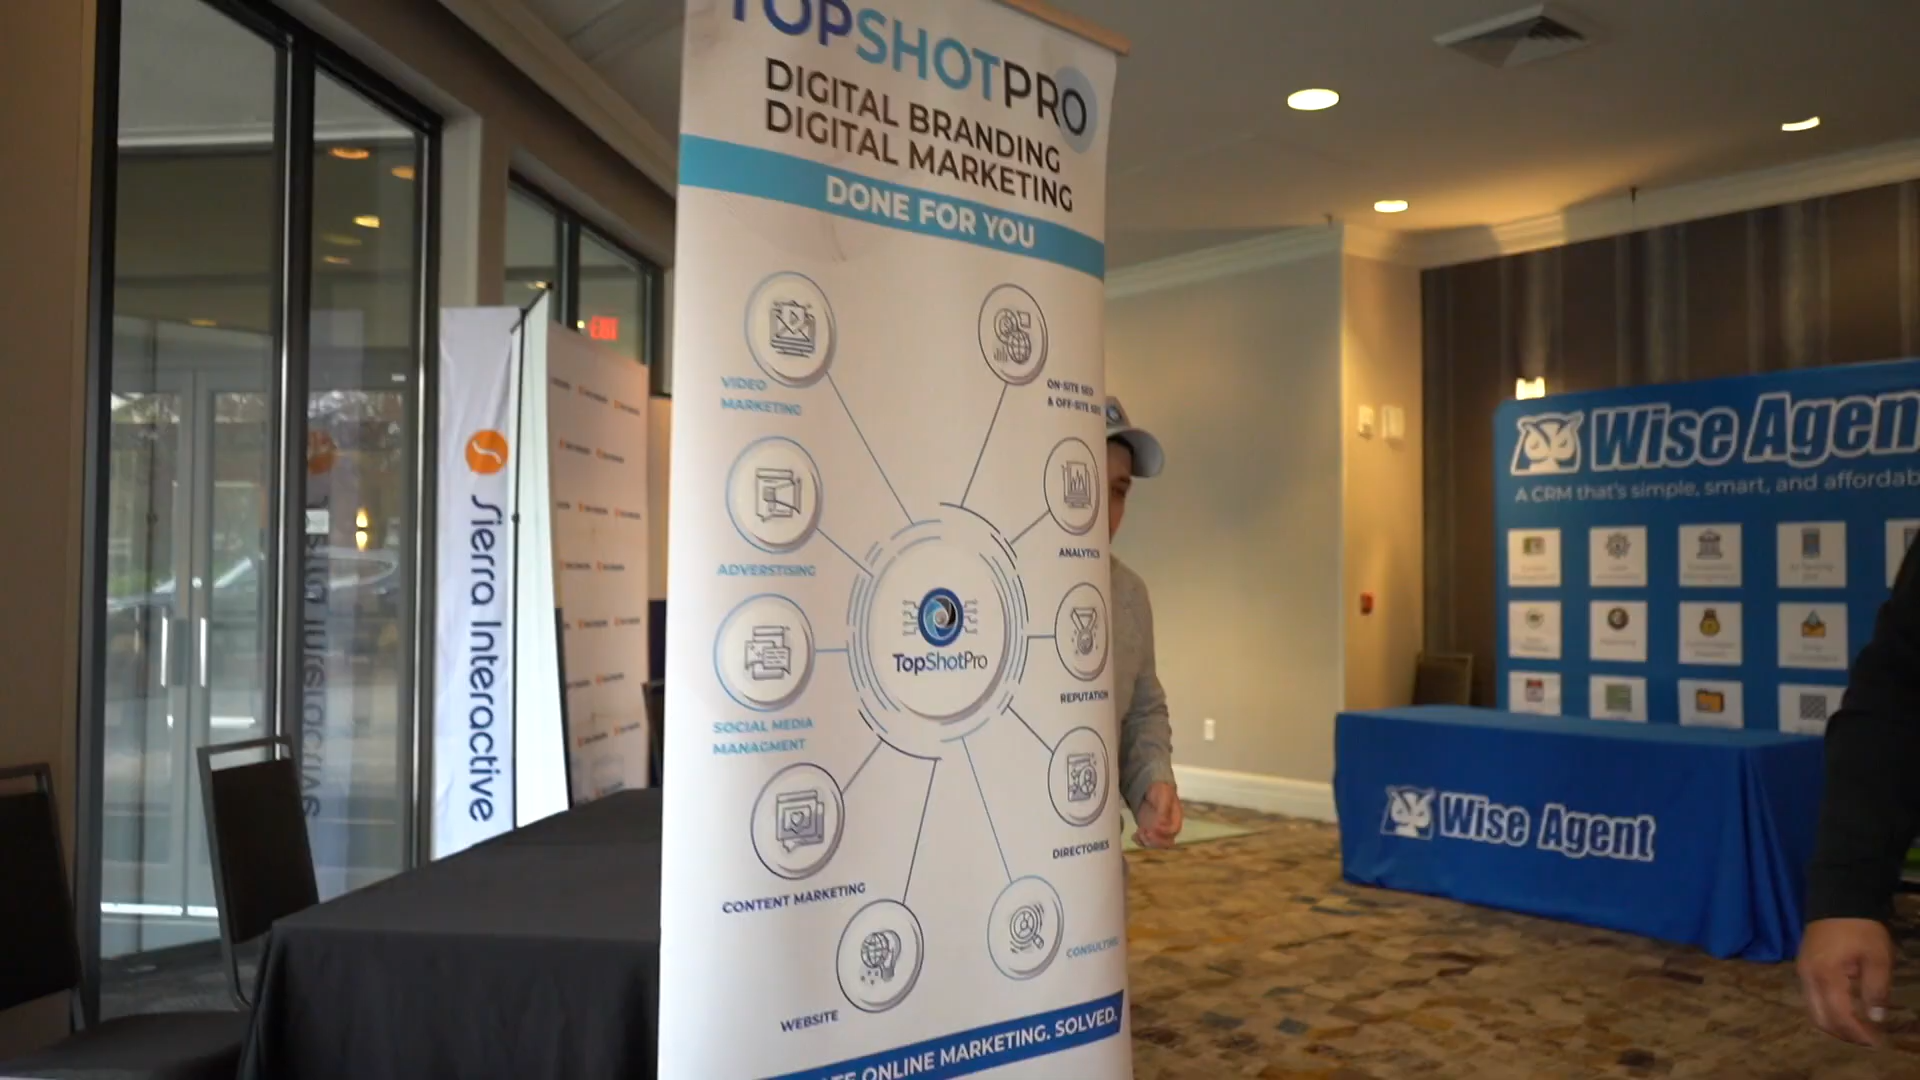 TOPSHOTPRO
DIGITAL BRANDING
DIGITAL MARKETING
DONE FOR YOU
VIDEO
MARKETING
ON-SITE SEO
& OFF-SITE SEO
ADVERSTISING
ANALYTICS
SOCIAL MEDIA
MANAGMENT
REPUTATION
TopShotPro
CONTENT MARKETING
DIRECTORIES
WEBSITE
CONSULTING
ONLINE MARKETING. SOLVED.
Sierra Interactive
EXIT
Wise Agen
A CRM that's simple, smart, and affordab
Wise Agent